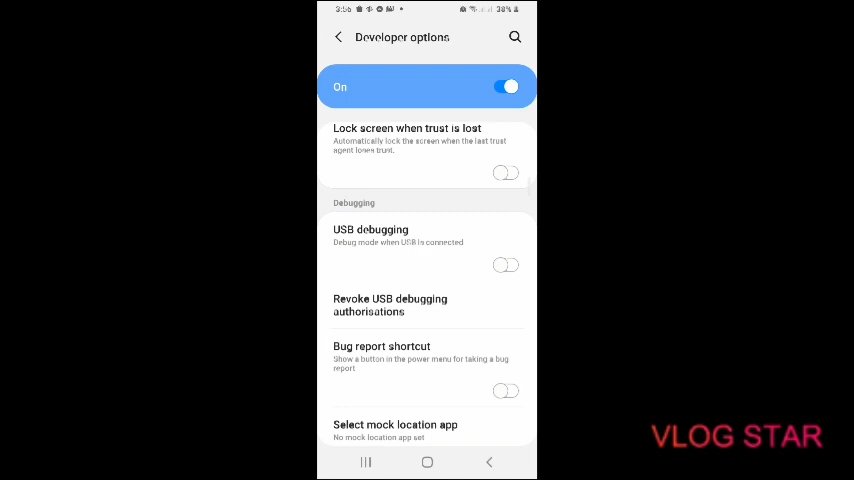 3:56
38%
Developer options
On
Lock screen when trust is lost
Automatically lock the screen when the last trust
agent loses trust.
Debugging
USB debugging
Debug mode when USB is connected
Revoke USB debugging
authorisations
Bug report shortcut
Show a button in the power menu for taking a bug
report
Select mock location app
No mock location app set
VLOG STAR